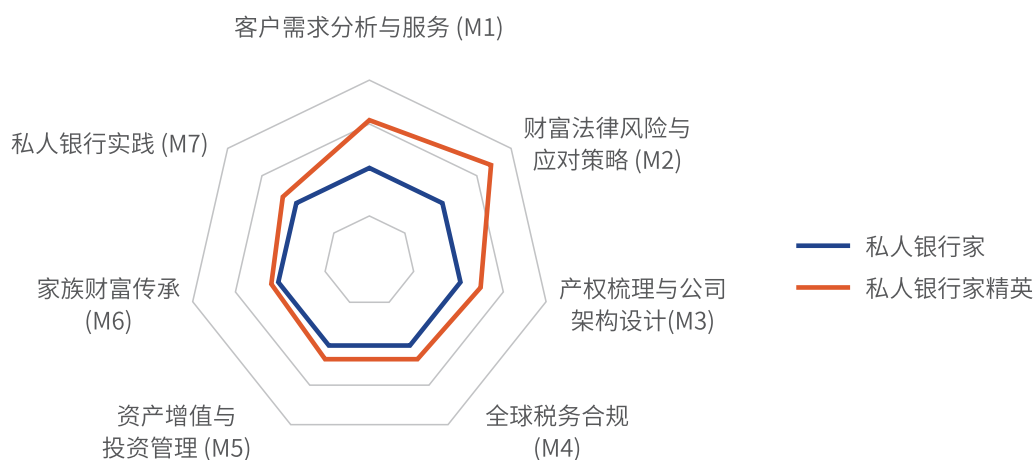 客户需求分析与服务 (M1)
财富法律风险与
应对策略 (M2)
产权梳理与公司
架构设计(M3)
全球税务合规
(M4)
资产增值与
投资管理 (M5)
家族财富传承
(M6)
私人银行实践 (M7)
私人银行家
私人银行家精英